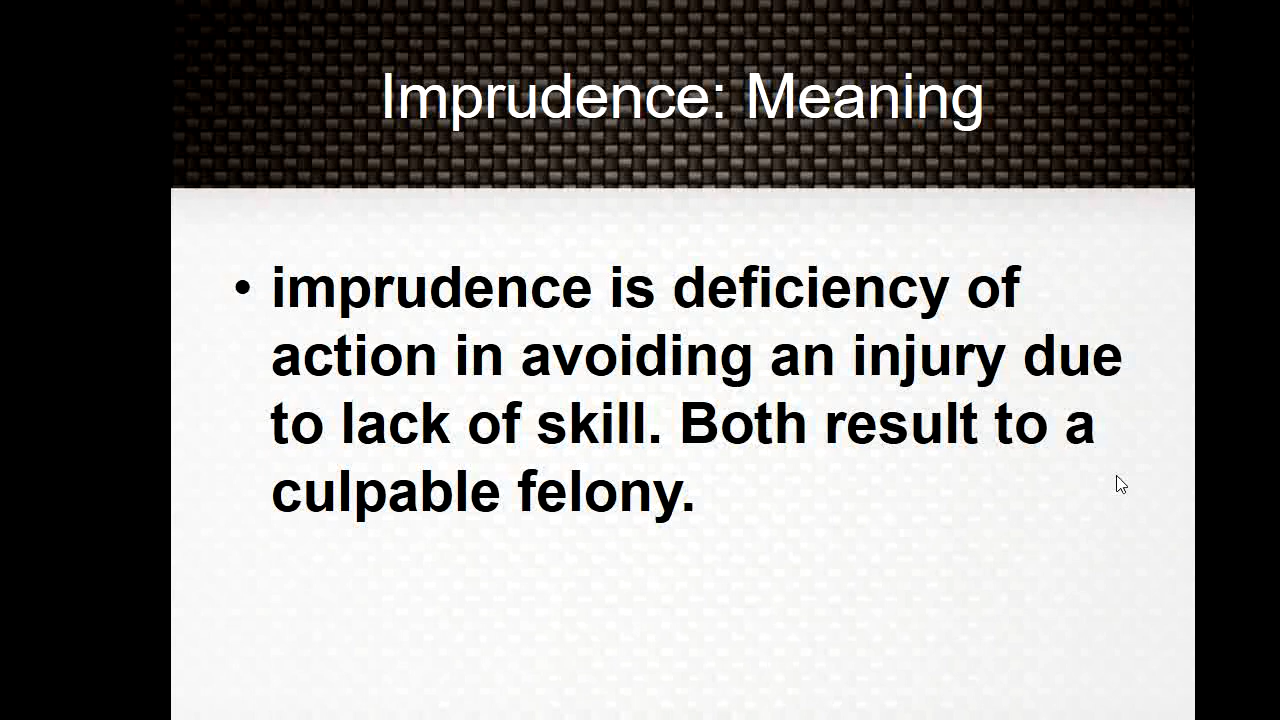 Imprudence: Meaning
• imprudence is deficiency of
action in avoiding an injury due
to lack of skill. Both result to a
culpable felony.